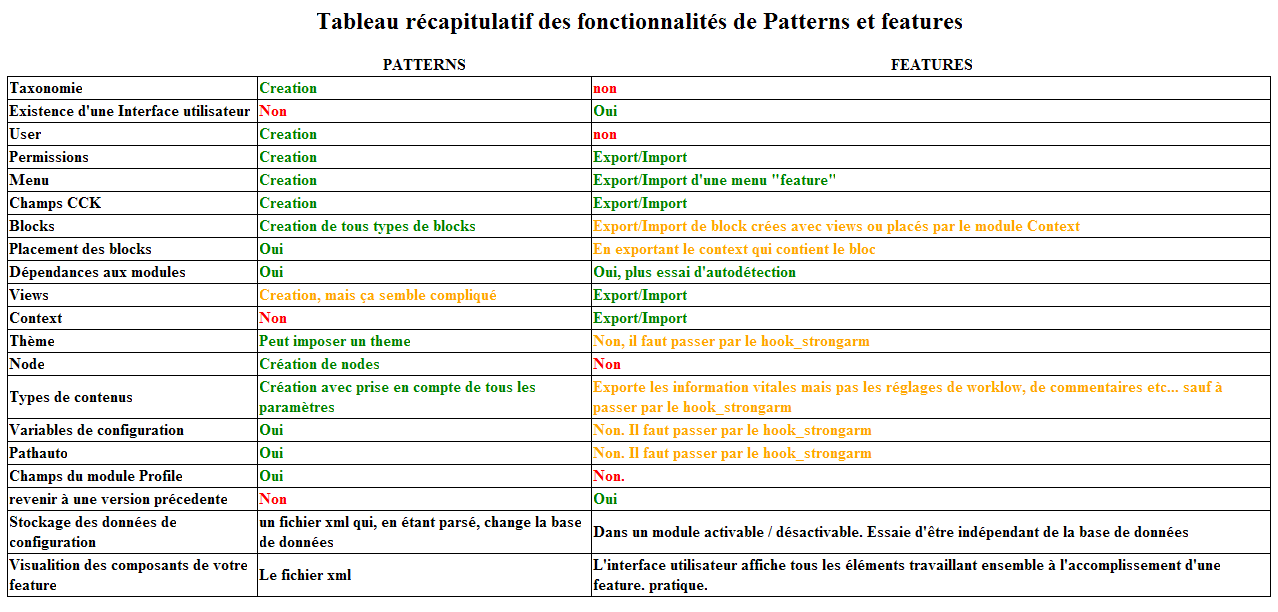 Tableau récapitulatif des fonctionnalités de Patterns et features
PATTERNS FEATURES
Taxonomie Creation non
Existence d'une Interface utilisateur Non Oui
User Creation non
Permissions Creation Export/Import
Menu Creation Export/Import d'une menu "feature"
Champs CCK Creation Export/Import
Blocks Creation de tous types de blocks Export/Import de block crées avec views ou placés par le module Context
Placement des blocks Oui En exportant le context qui contient le bloc
Dépendances aux modules Oui Oui, plus essai d'autodétection
Views Creation, mais ça semble compliqué Export/Import
Context Non Export/Import
Thème Peut imposer un theme Non, il faut passer par le hook_strongarm
Node Création de nodes Non
Types de contenus
Création avec prise en compte de tous les
paramètres
Exporte les information vitales mais pas les réglages de worklow, de commentaires etc... sauf à
passer par le hook_strongarm
Variables de configuration Oui Non. Il faut passer par le hook_strongarm
Pathauto Oui Non. Il faut passer par le hook_strongarm
Champs du module Profile Oui Non.
revenir à une version précedente Non Oui
Stockage des données de
configuration
un fichier xml qui, en étant parsé, change la base
de données
Dans un module activable / désactivable. Essaie d'être indépendant de la base de données
Visualition des composants de votre
feature
Le fichier xml
L'interface utilisateur affiche tous les éléments travaillant ensemble à l'accomplissement d'une
feature. pratique.